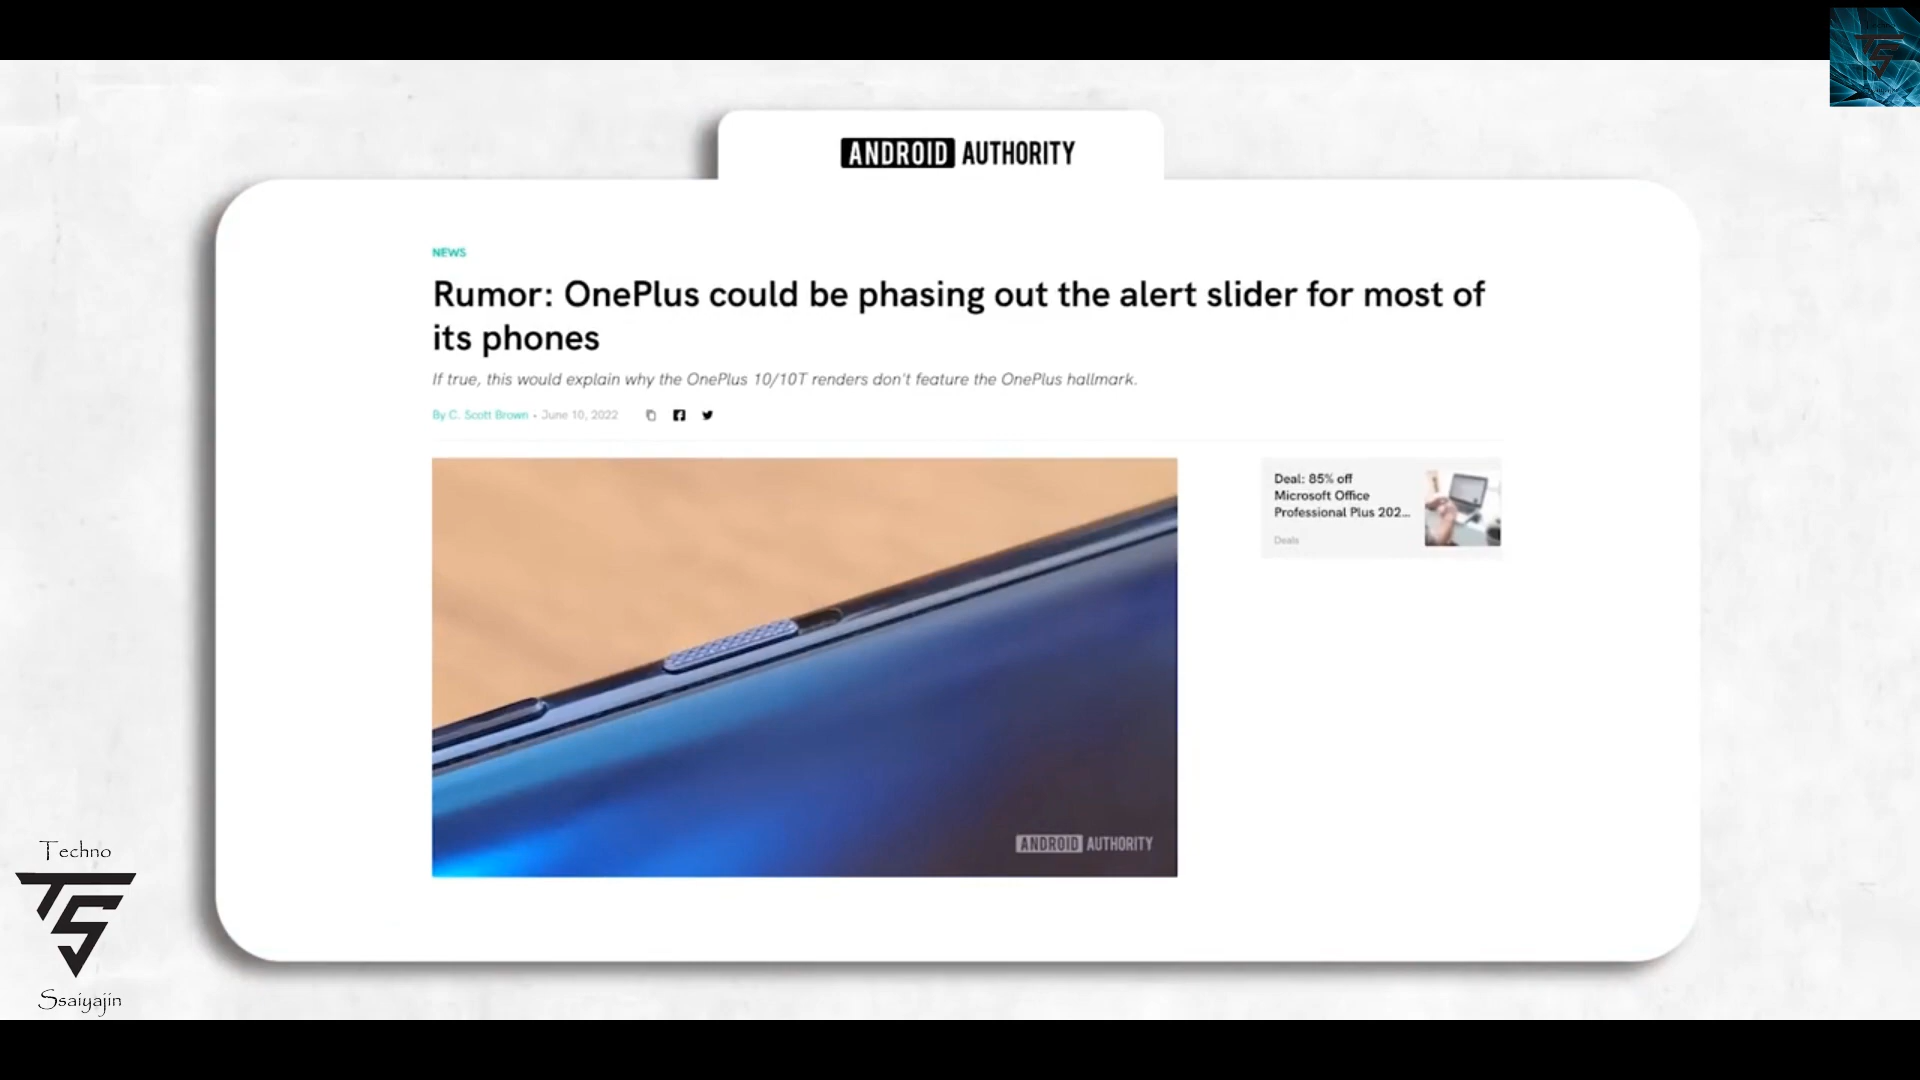 ANDROID AUTHORITY
NEWS
Rumor: OnePlus could be phasing out the alert slider for most of
its phones
If true, this would explain why the OnePlus 10/10T renders don't feature the OnePlus hallmark.
By C. Scott Brown • June 10, 2022
Deal: 85% off
Microsoft Office
Professional Plus 202...
Deals
ANDROID AUTHORITY
Techno
TS
Ssaiyajin